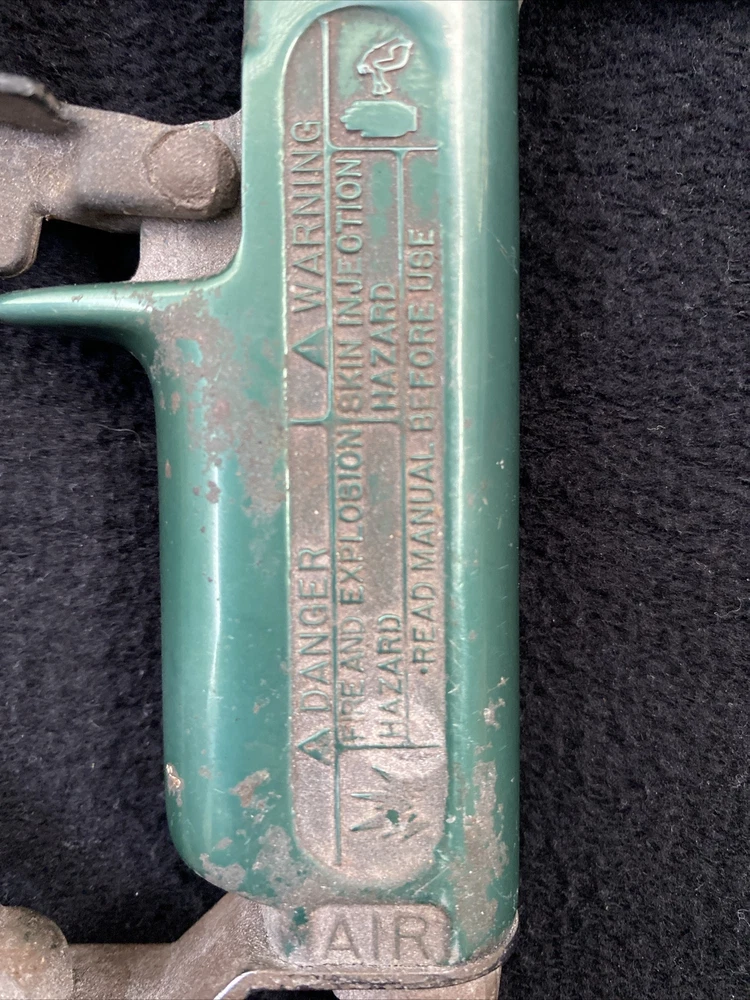 DANGER
FIRE AND EXPLOSION
HAZARD
WARNING
SKIN INJECTION
HAZARD
·READ MANUAL BEFORE USE
AIR